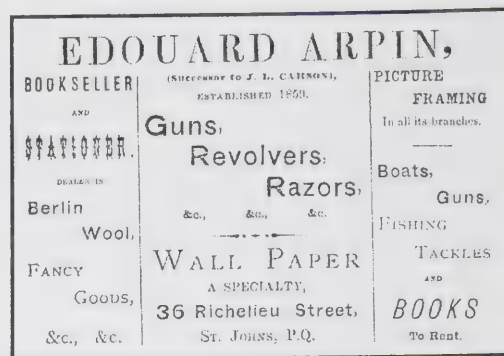 EDOUARD ARPIN,
BOOKSELLER
AND
STATIONER.
DEALER IN
Berlin
Wool,
FANCY
GOODS,
&c., &c.
(Successor to J. L. CARSON),
ESTABLISHED 1859.
Guns,
Revolvers,
Razors,
&c., &c., &c.
WALL PAPER
A SPECIALTY,
36 Richelieu Street,
ST. JOHNS, P.Q.
PICTURE
FRAMING
In all its branches.
Boats,
Guns,
FISHING
TACKLES
AND
BOOKS
To Rent.